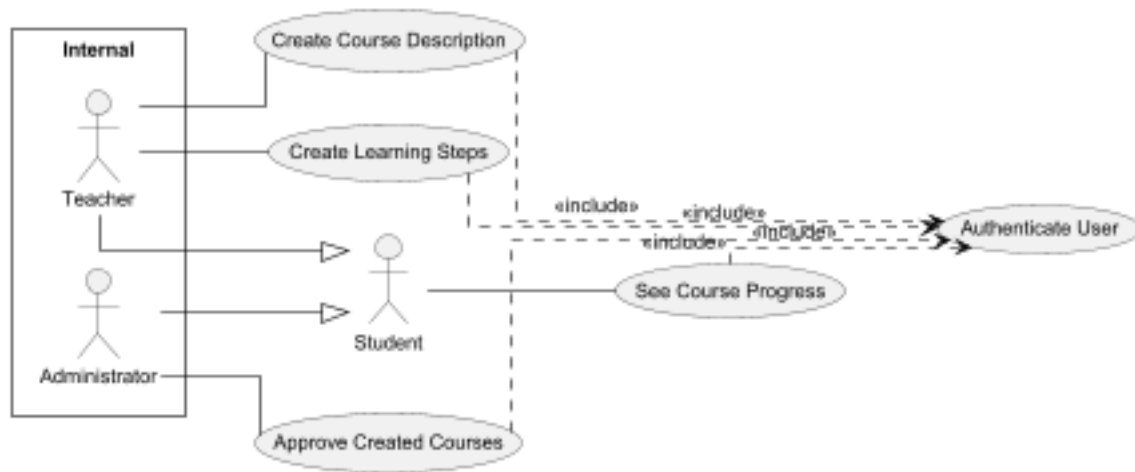 Internal
Create Course Description
Teacher
Create Learning Steps
«include»
«include»
«include»
«include»
Authenticate User
See Course Progress
Student
Administrator
Approve Created Courses